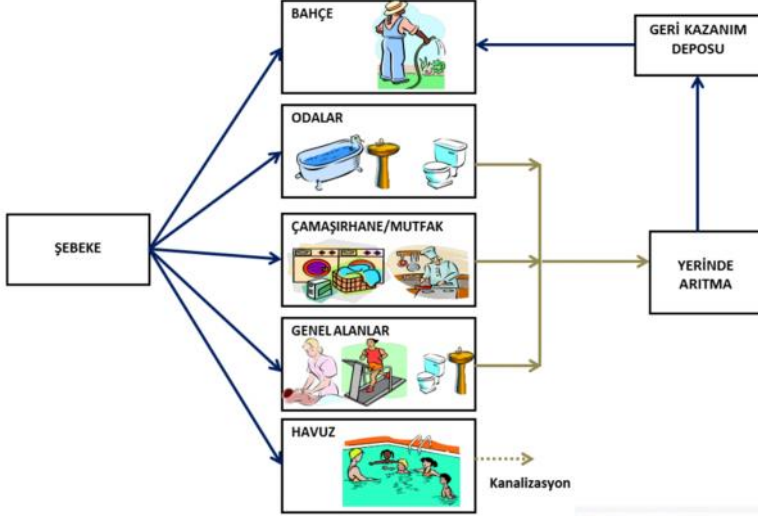 BAHÇE
GERİ KAZANIM
DEPOSU
ODALAR
ŞEBEKE
ÇAMAŞIRHANE/MUTFAK
YERİNDE
ARITMA
GENEL ALANLAR
HAVUZ
Kanalizasyon